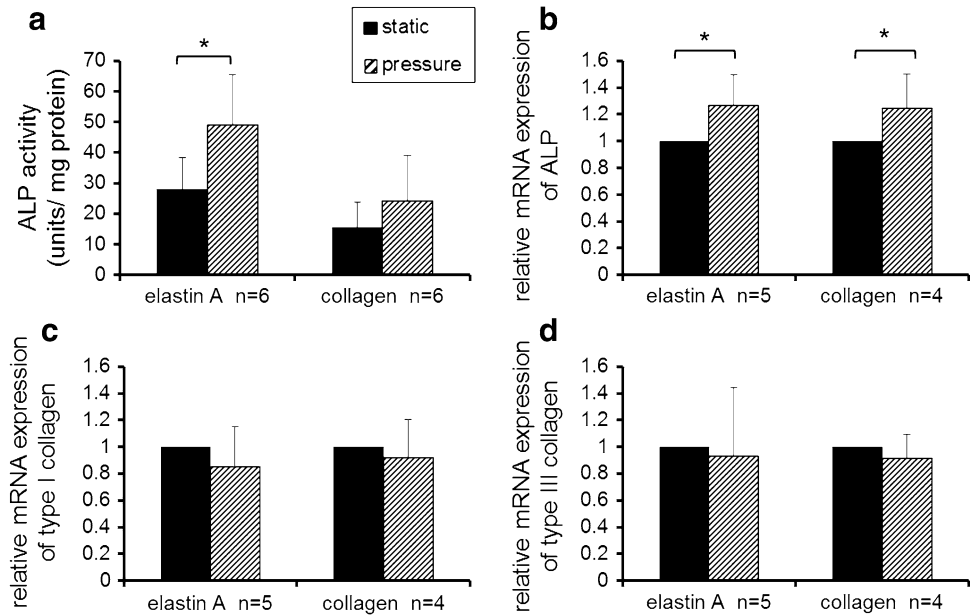 a
static
pressure
*
ALP activity
(units/ mg protein)
70
60
50
40
30
20
10
0
elastin A n=6
collagen n=6
b
*
*
relative mRNA expression
of ALP
1.6
1.4
1.2
1
0.8
0.6
0.4
0.2
0
elastin A n=5
collagen n=4
c
relative mRNA expression
of type I collagen
1.6
1.4
1.2
1
0.8
0.6
0.4
0.2
0
elastin A n=5
collagen n=4
d
relative mRNA expression
of type III collagen
1.6
1.4
1.2
1
0.8
0.6
0.4
0.2
0
elastin A n=5
collagen n=4